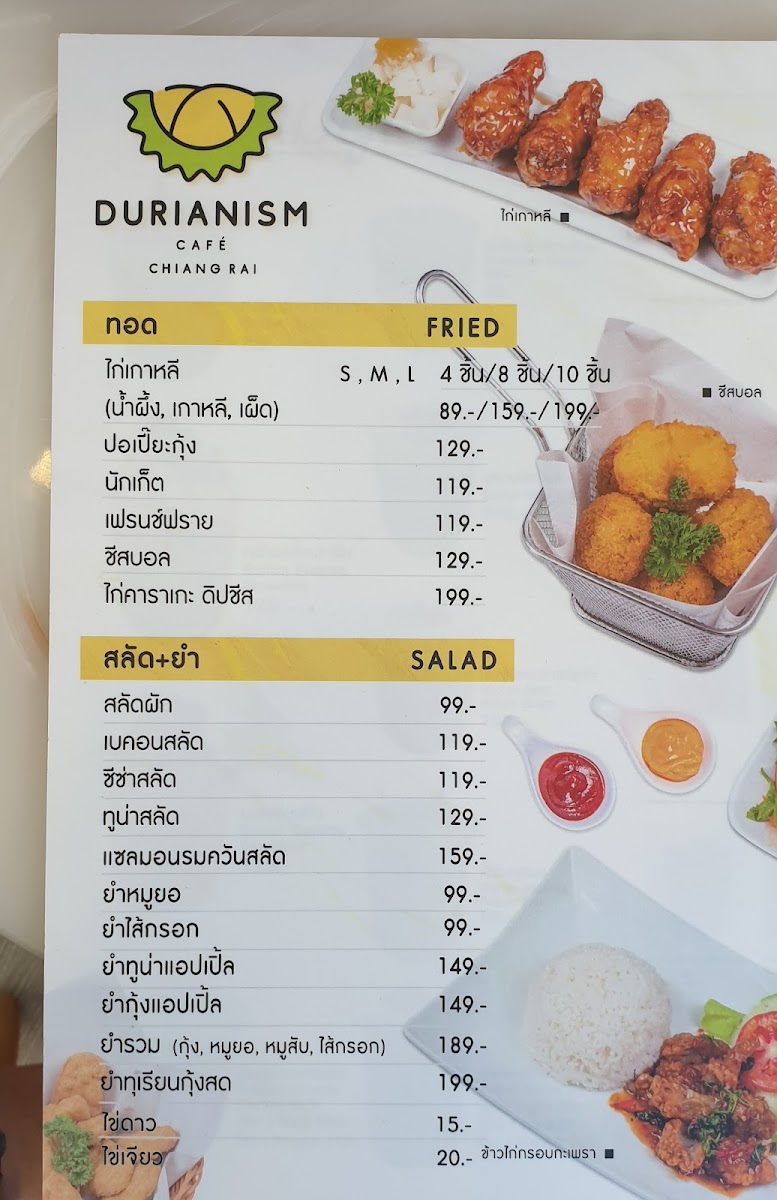 DURIANISM
CAFÉ
CHIANG RAI
ไก่เกาหลี
ทอด FRIED
ไก่เกาหลี S , M , L 4 ชิ้น/8 ชิ้น/10 ชิ้น
(น้ำผึ้ง, เกาหลี, เผ็ด) 89.-/159.-/199.-
ชีสบอล
ปอเปี๊ยะกุ้ง 129.-
นักเก็ต 119.-
เฟรนช์ฟราย 119.-
ชีสบอล 129.-
ไก่คาราเกะ ดิปชีส 199.-
สลัด+ยำ SALAD
สลัดผัก 99.-
เบคอนสลัด 119.-
ซีซ่าสลัด 119.-
ทูน่าสลัด 129.-
แซลมอนรมควันสลัด 159.-
ยำหมูยอ 99.-
ยำไส้กรอก 99.-
ยำทูน่าแอปเปิ้ล 149.-
ยำกุ้งแอปเปิ้ล 149.-
ยำรวม (กุ้ง, หมูยอ, หมูสับ, ไส้กรอก) 189.-
ยำทุเรียนกุ้งสด 199.-
ไข่ดาว 15.-
ไข่เจียว 20.-
ข้าวไก่กรอบกะเพรา